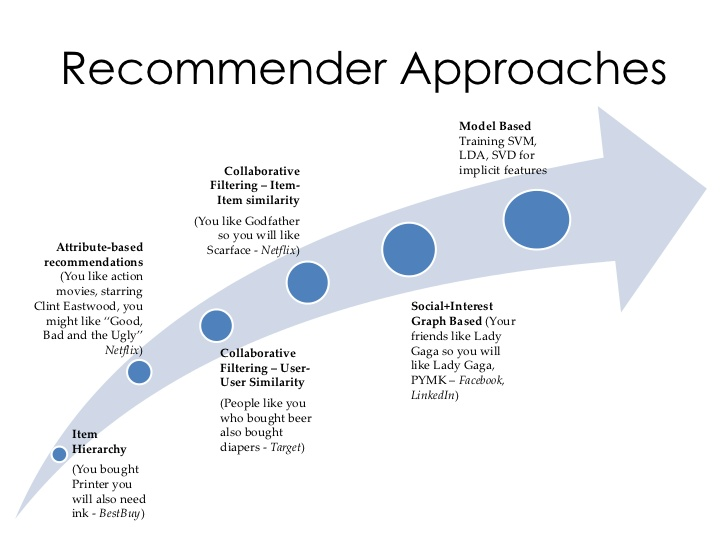 Recommender Approaches
Item
Hierarchy
(You bought
Printer you
will also need
ink - BestBuy)
Attribute-based
recommendations
(You like action
movies, starring
Clint Eastwood, you
might like “Good,
Bad and the Ugly”
Netflix)
Collaborative
Filtering – User-
User Similarity
(People like you
who bought beer
also bought
diapers - Target)
Collaborative
Filtering – Item-
Item similarity
(You like Godfather
so you will like
Scarface - Netflix)
Social+Interest
Graph Based (Your
friends like Lady
Gaga so you will
like Lady Gaga,
PYMK – Facebook,
LinkedIn)
Model Based
Training SVM,
LDA, SVD for
implicit features